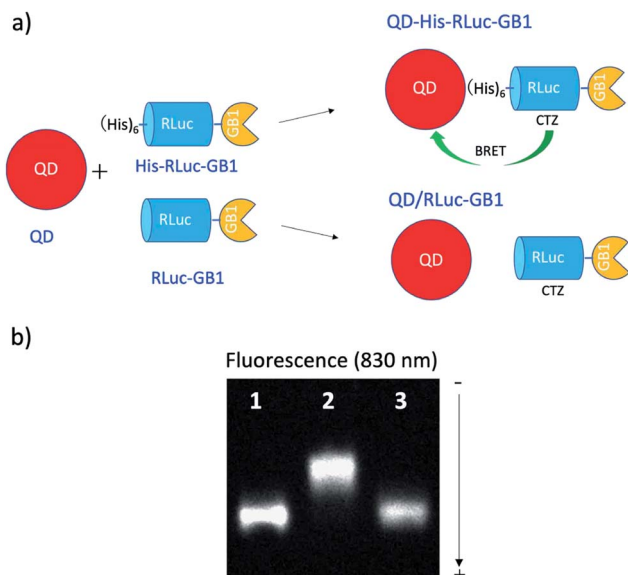 a)
QD-His-RLuc-GB1
QD
(His)6-
RLuc
GB1
CTZ
BRET
(His)6-
RLuc
GB1
His-RLuc-GB1
QD
+
QD
RLuc
GB1
RLuc-GB1
QD/RLuc-GB1
QD
RLuc
GB1
CTZ
b)
Fluorescence (830 nm)
1 2 3
-
+